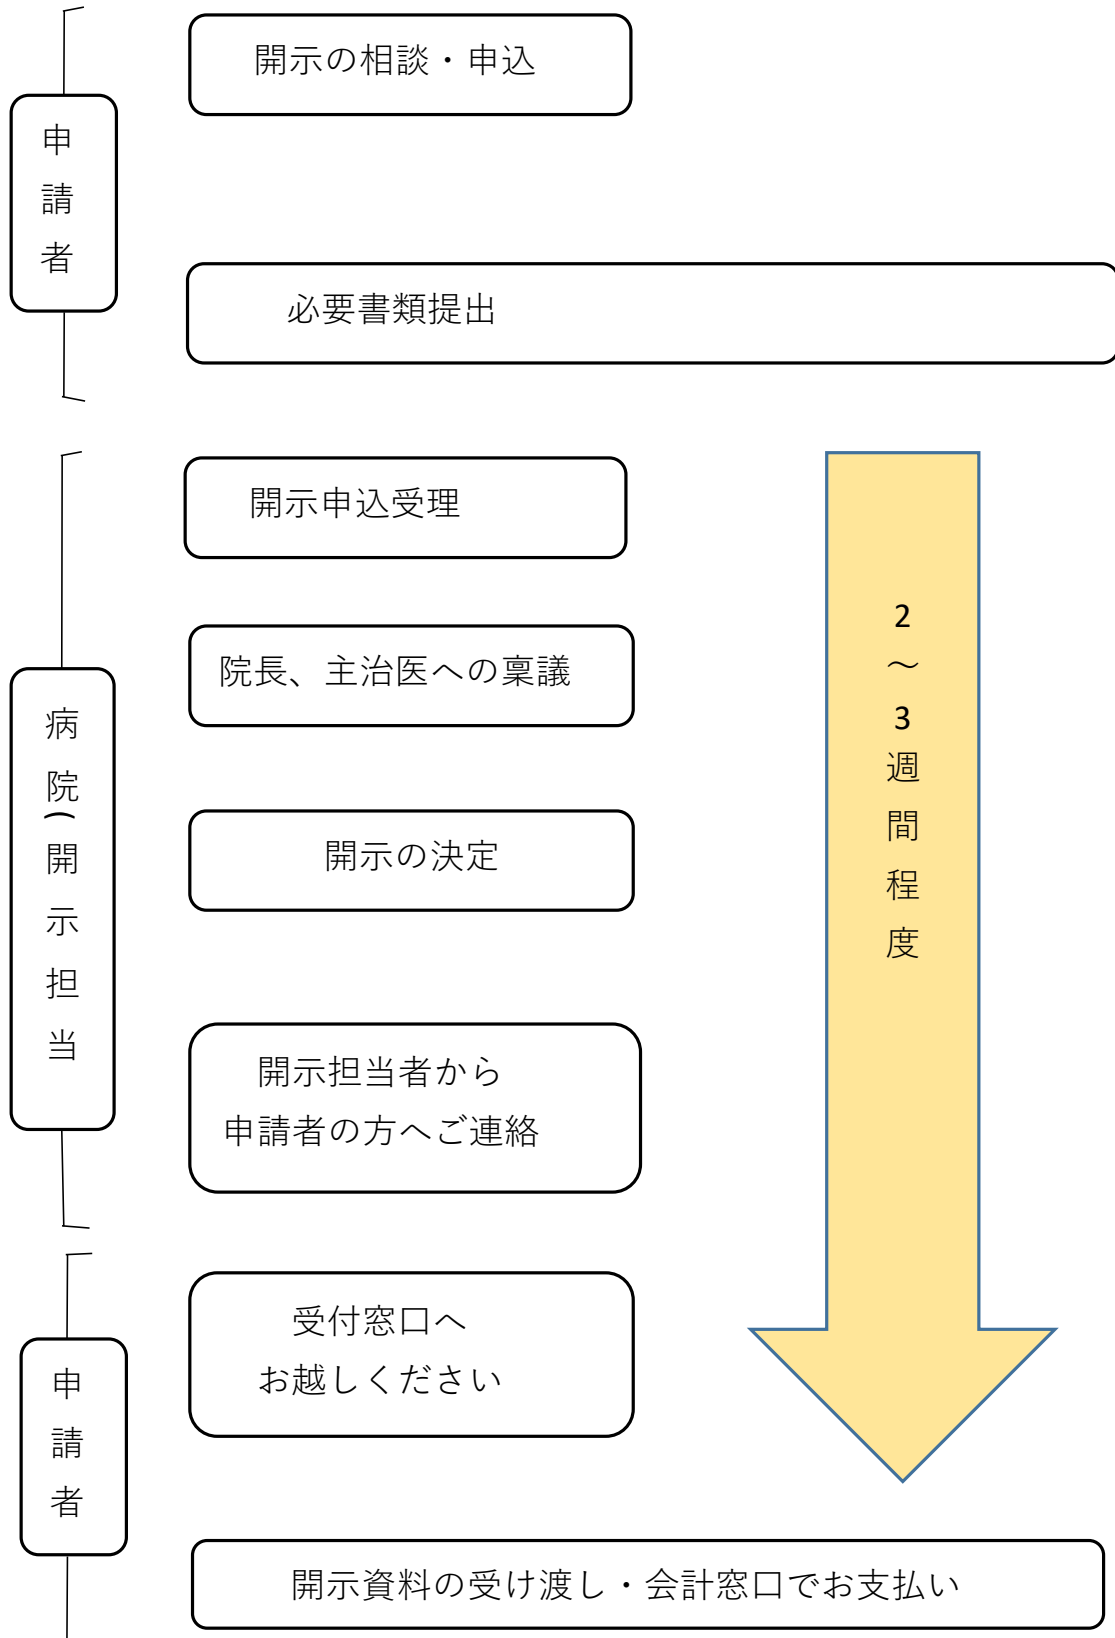 申請者
開示の相談・申込
必要書類提出
病院(開示担当
開示申込受理
院長、主治医への稟議
開示の決定
開示担当者から
申請者の方へご連絡
2～3週間程度
申請者
受付窓口へ
お越しください
開示資料の受け渡し・会計窓口でお支払い